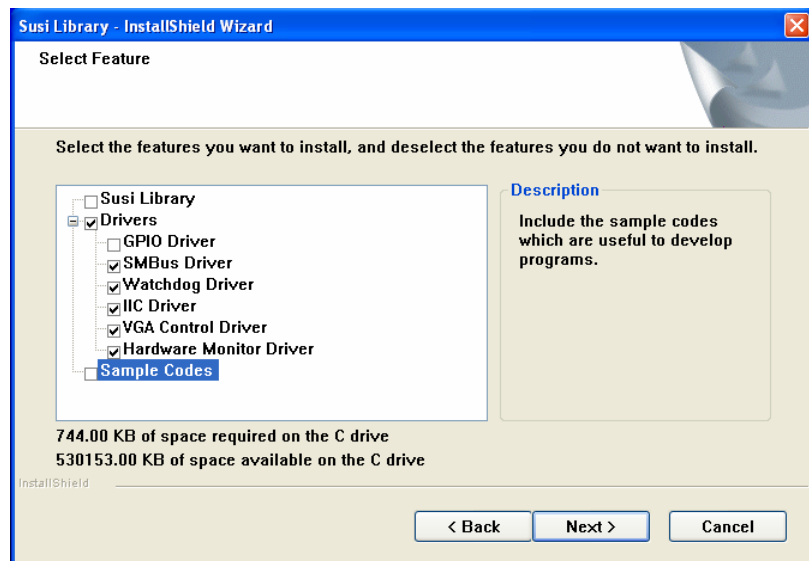 Susi Library - InstallShield Wizard
Select Feature
Select the features you want to install, and deselect the features you do not want to install.
Susi Library
Drivers
GPIO Driver
SMBus Driver
Watchdog Driver
IIC Driver
VGA Control Driver
Hardware Monitor Driver
Sample Codes
Description
Include the sample codes
which are useful to develop
programs.
744.00 KB of space required on the C drive
530153.00 KB of space available on the C drive
InstallShield
< Back
Next >
Cancel